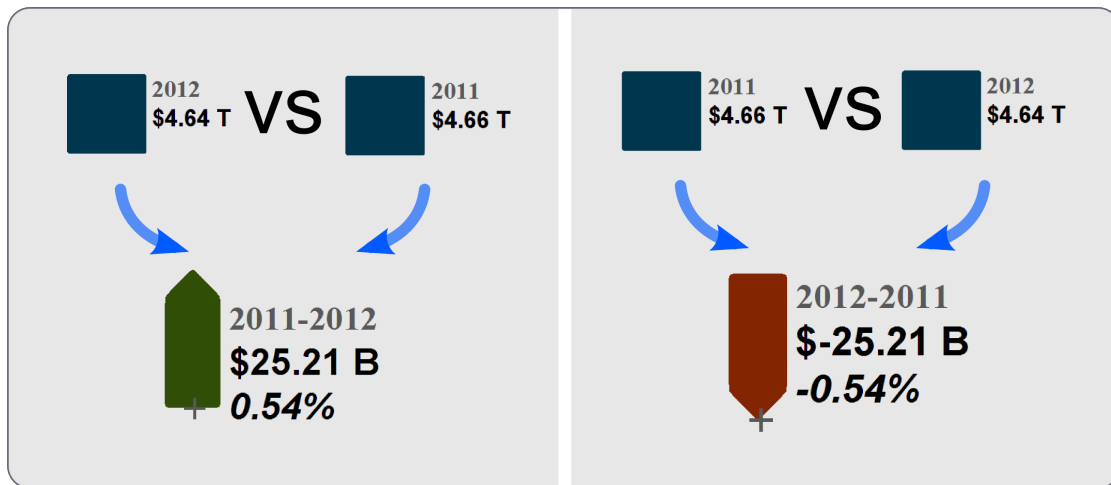 2012
$4.64 T
VS
2011
$4.66 T
2011-2012
$25.21 B
0.54%
2011
$4.66 T
VS
2012
$4.64 T
2012-2011
$-25.21 B
-0.54%